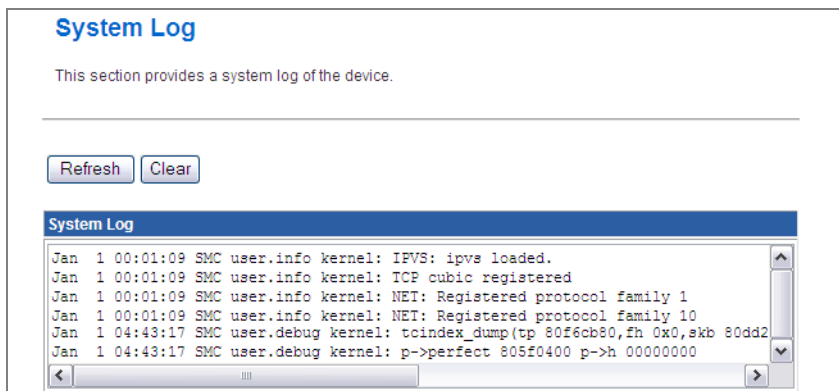 System Log
This section provides a system log of the device.
Refresh Clear
System Log
Jan  1 00:01:09 SMC user.info kernel: IPVS: ipvs loaded.
Jan  1 00:01:09 SMC user.info kernel: TCP cubic registered
Jan  1 00:01:09 SMC user.info kernel: NET: Registered protocol family 1
Jan  1 00:01:09 SMC user.info kernel: NET: Registered protocol family 10
Jan  1 04:43:17 SMC user.debug kernel: tcindex_dump(tp 80f6cb80,fh 0x0,skb 80dd2
Jan  1 04:43:17 SMC user.debug kernel: p->perfect 805f0400 p->h 00000000